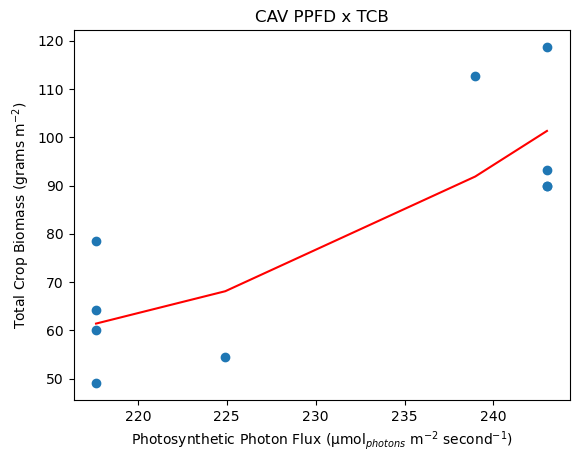 CAV PPFD x TCB
120
110
100
90
80
70
60
50
Total Crop Biomass (grams m⁻²)
220 225 230 235 240
Photosynthetic Photon Flux (μmolₚₕₒₜₒₙₛ m⁻² second⁻¹)